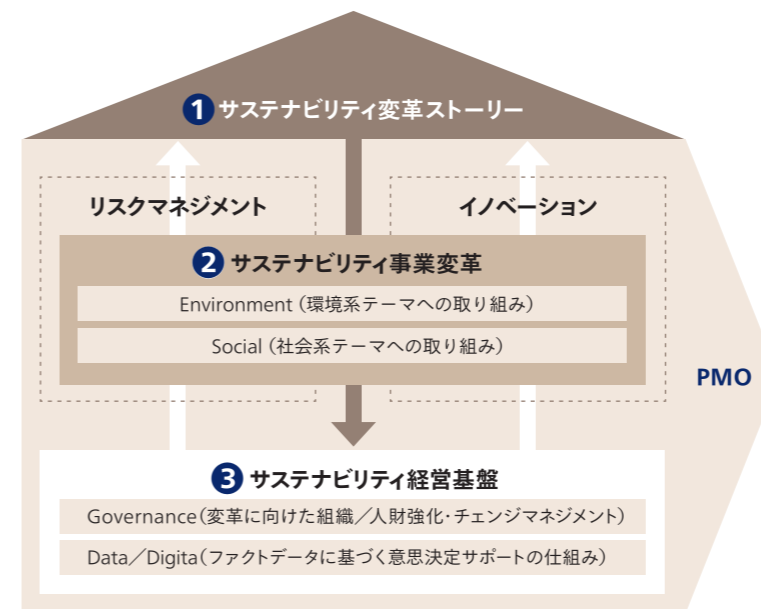 1 サステナビリティ変革ストーリー
リスクマネジメント
イノベーション
2 サステナビリティ事業変革
Environment（環境系テーマへの取り組み）
Social（社会系テーマへの取り組み）
PMO
3 サステナビリティ経営基盤
Governance（変革に向けた組織／人財強化・チェンジマネジメント）
Data／Digita（ファクトデータに基づく意思決定サポートの仕組み）